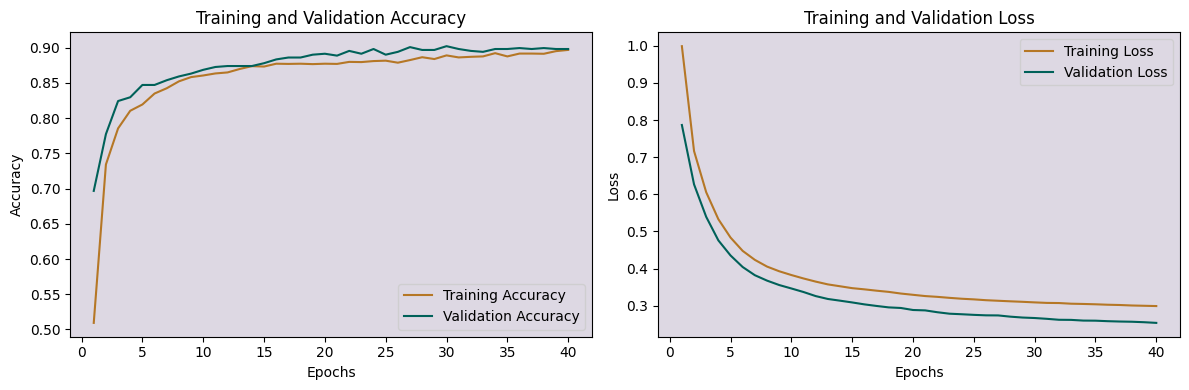 Training and Validation Accuracy
Accuracy
0.90
0.85
0.80
0.75
0.70
0.65
0.60
0.55
0.50
0 5 10 15 20 25 30 35 40
Epochs
Training Accuracy
Validation Accuracy
Training and Validation Loss
Loss
1.0
0.9
0.8
0.7
0.6
0.5
0.4
0.3
0 5 10 15 20 25 30 35 40
Epochs
Training Loss
Validation Loss